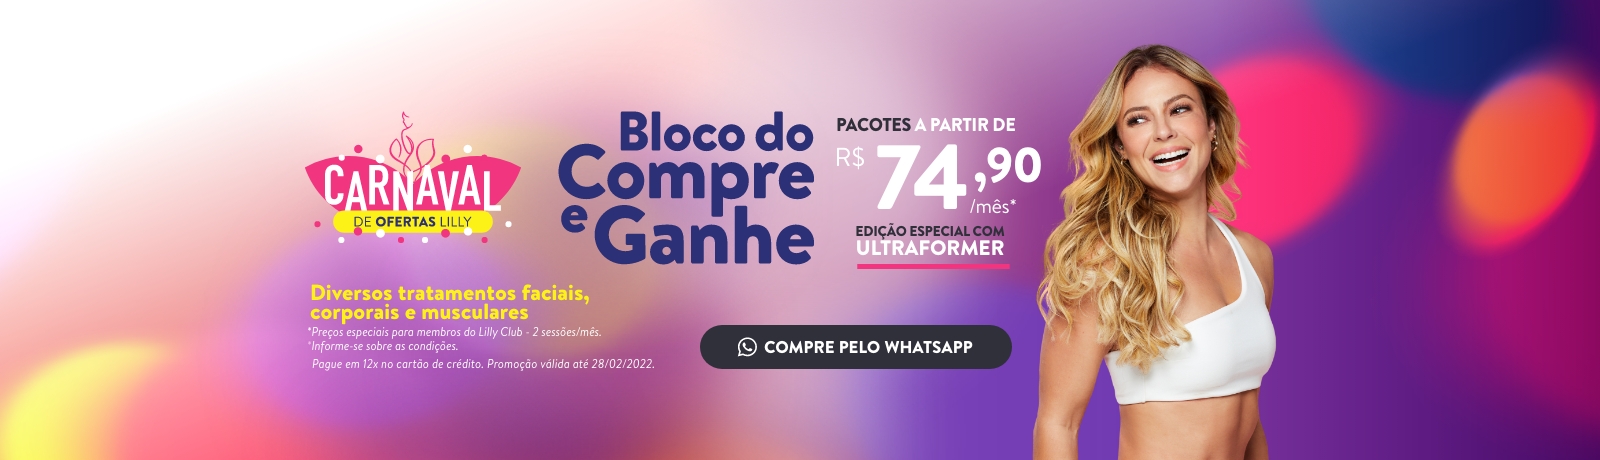 CARNAVAL
DE OFERTAS LILLY
Diversos tratamentos faciais,
corporais e musculares
*Preços especiais para membros do Lilly Club - 2 sessões/mês.
*Informe-se sobre as condições.
Pague em 12x no cartão de crédito. Promoção válida até 28/02/2022.
Bloco do
Compre
e Ganhe
PACOTES A PARTIR DE
R$ 74,90
/mês*
EDIÇÃO ESPECIAL COM
ULTRAFORMER
COMPRE PELO WHATSAPP